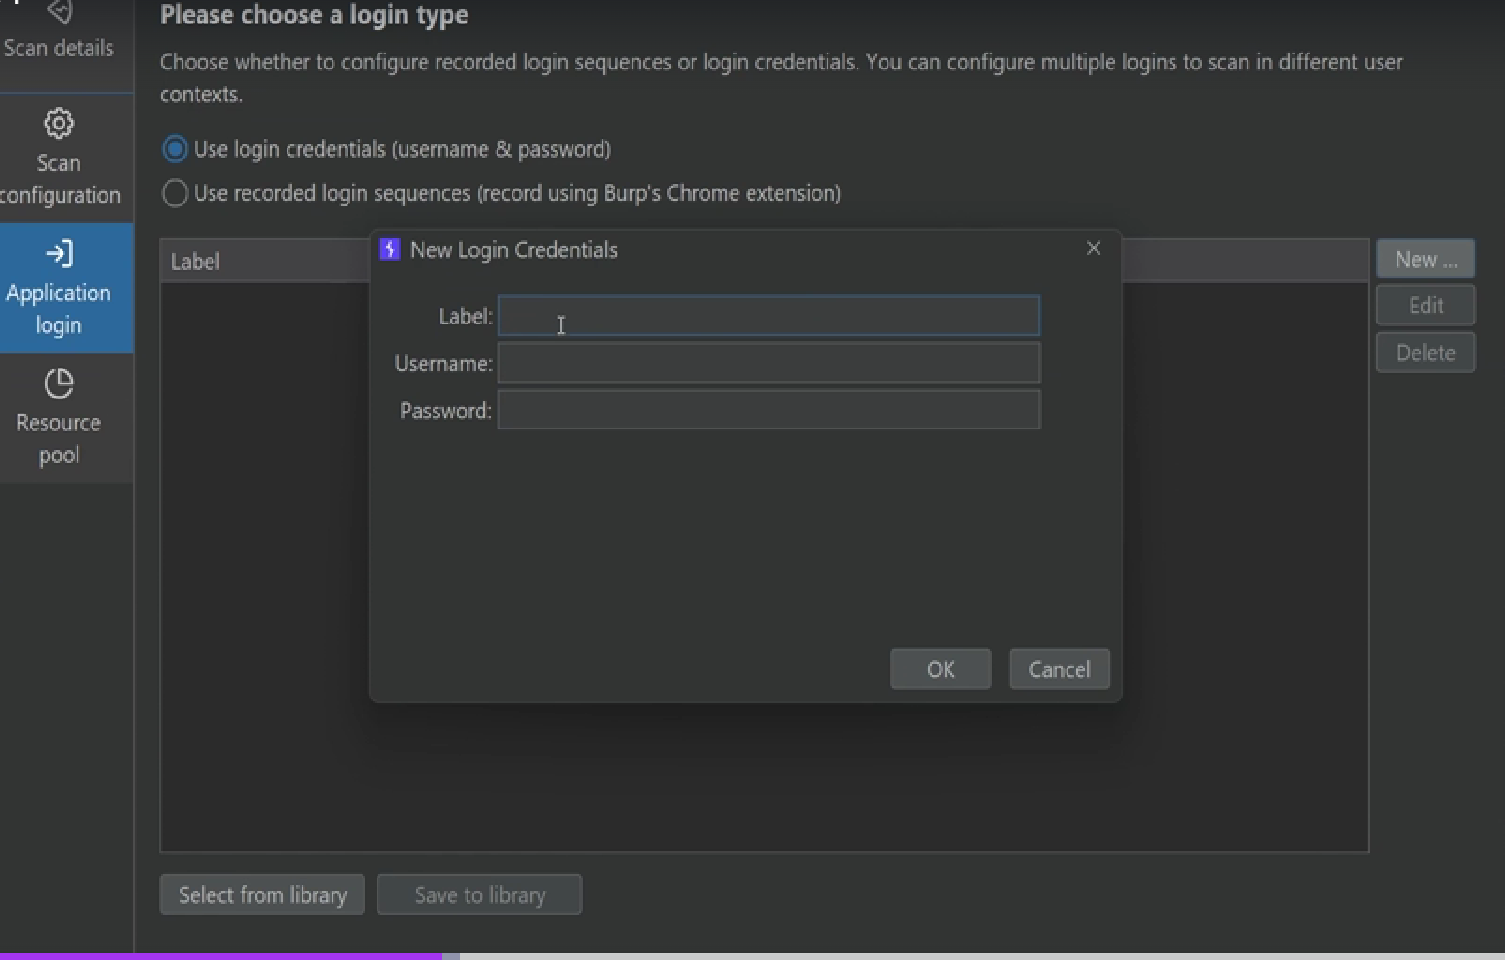 Please choose a login type
Scan details
Choose whether to configure recorded login sequences or login credentials. You can configure multiple logins to scan in different user
contexts.
Scan
configuration
Use login credentials (username & password)
Use recorded login sequences (record using Burp's Chrome extension)
Application
login
Resource
pool
Label
New Login Credentials
Label:
Username:
Password:
OK
Cancel
New ...
Edit
Delete
Select from library
Save to library